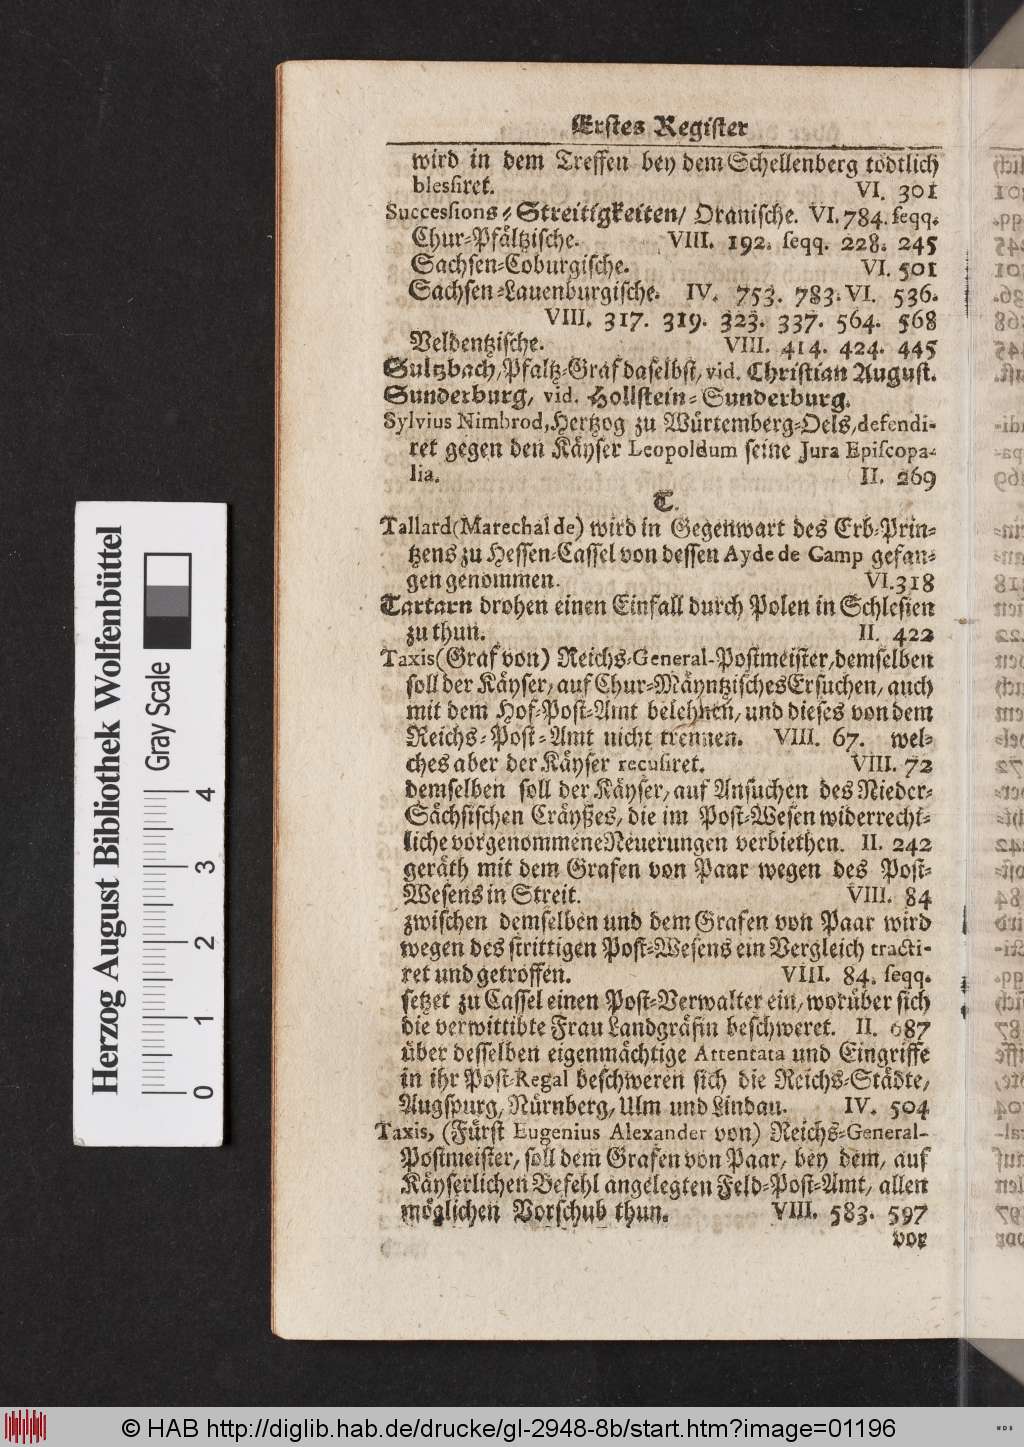 Erstes Register
wird in dem Treffen bey dem Schellenberg tödtlich
blessiret. VI. 301
Successions-Streitigkeiten/ Oranische. VI. 784. seqq.
Chur-Pfältzische. VIII. 192. seqq. 228. 245
Sachsen-Coburgische. VI. 501
Sachsen-Lauenburgische. IV. 753. 783. VI. 536.
VIII. 317. 319. 323. 337. 564. 568
Veldentzische. VIII. 414. 424. 445
Sultzbach, Pfaltz-Graf daselbst, vid. Christian August.
Sunderburg, vid. Hollstein-Sunderburg.
Sylvius Nimbrod, Hertzog zu Würtemberg-Oels, defendi-
ret gegen den Käyser Leopoldum seine Jura Episcopa-
lia. II. 269
T.
Tallard (Marechal de) wird in Gegenwart des Erb-Prin-
tzens zu Hessen-Cassel von dessen Ayde de Camp gefan-
gen genommen. VI. 318
Tartarn drohen einen Einfall durch Polen in Schlesien
zu thun. II. 422
Taxis (Graf von) Reichs-General-Postmeister, demselben
soll der Käyser, auf Chur-Mäyntzisches Ersuchen, auch
mit dem Hof-Post-Amt belehnen, und dieses von dem
Reichs-Post-Amt nicht trennen. VIII. 67. wel-
ches aber der Käyser recusiret. VIII. 72
demselben soll der Käyser, auf Ansuchen des Nieder-
Sächsischen Cräyßes, die im Post-Wesen widerrecht-
liche vorgenommene Neuerungen verbiethen. II. 242
geräth mit dem Grafen von Paar wegen des Post-
Wesens in Streit. VIII. 84
zwischen demselben und dem Grafen von Paar wird
wegen des strittigen Post-Wesens ein Vergleich tracti-
ret und getroffen. VIII. 84. seqq.
setzet zu Cassel einen Post-Verwalter ein, worüber sich
die verwittibte Frau Landgräfin beschweret. II. 687
über desselben eigenmächtige Attentata und Eingriffe
in ihr Post-Regal beschweren sich die Reichs-Städte,
Augspurg, Nürnberg, Ulm und Lindau. IV. 504
Taxis, (Fürst Eugenius Alexander von) Reichs-General-
Postmeister, soll dem Grafen von Paar, bey dem, auf
Käyserlichen Befehl angelegten Feld-Post-Amt, allen
möglichen Vorschub thun. VIII. 583. 597
vor
Herzog August Bibliothek Wolfenbüttel
Gray Scale
0 1 2 3 4
© HAB http://diglib.hab.de/drucke/gl-2948-8b/start.htm?image=01196